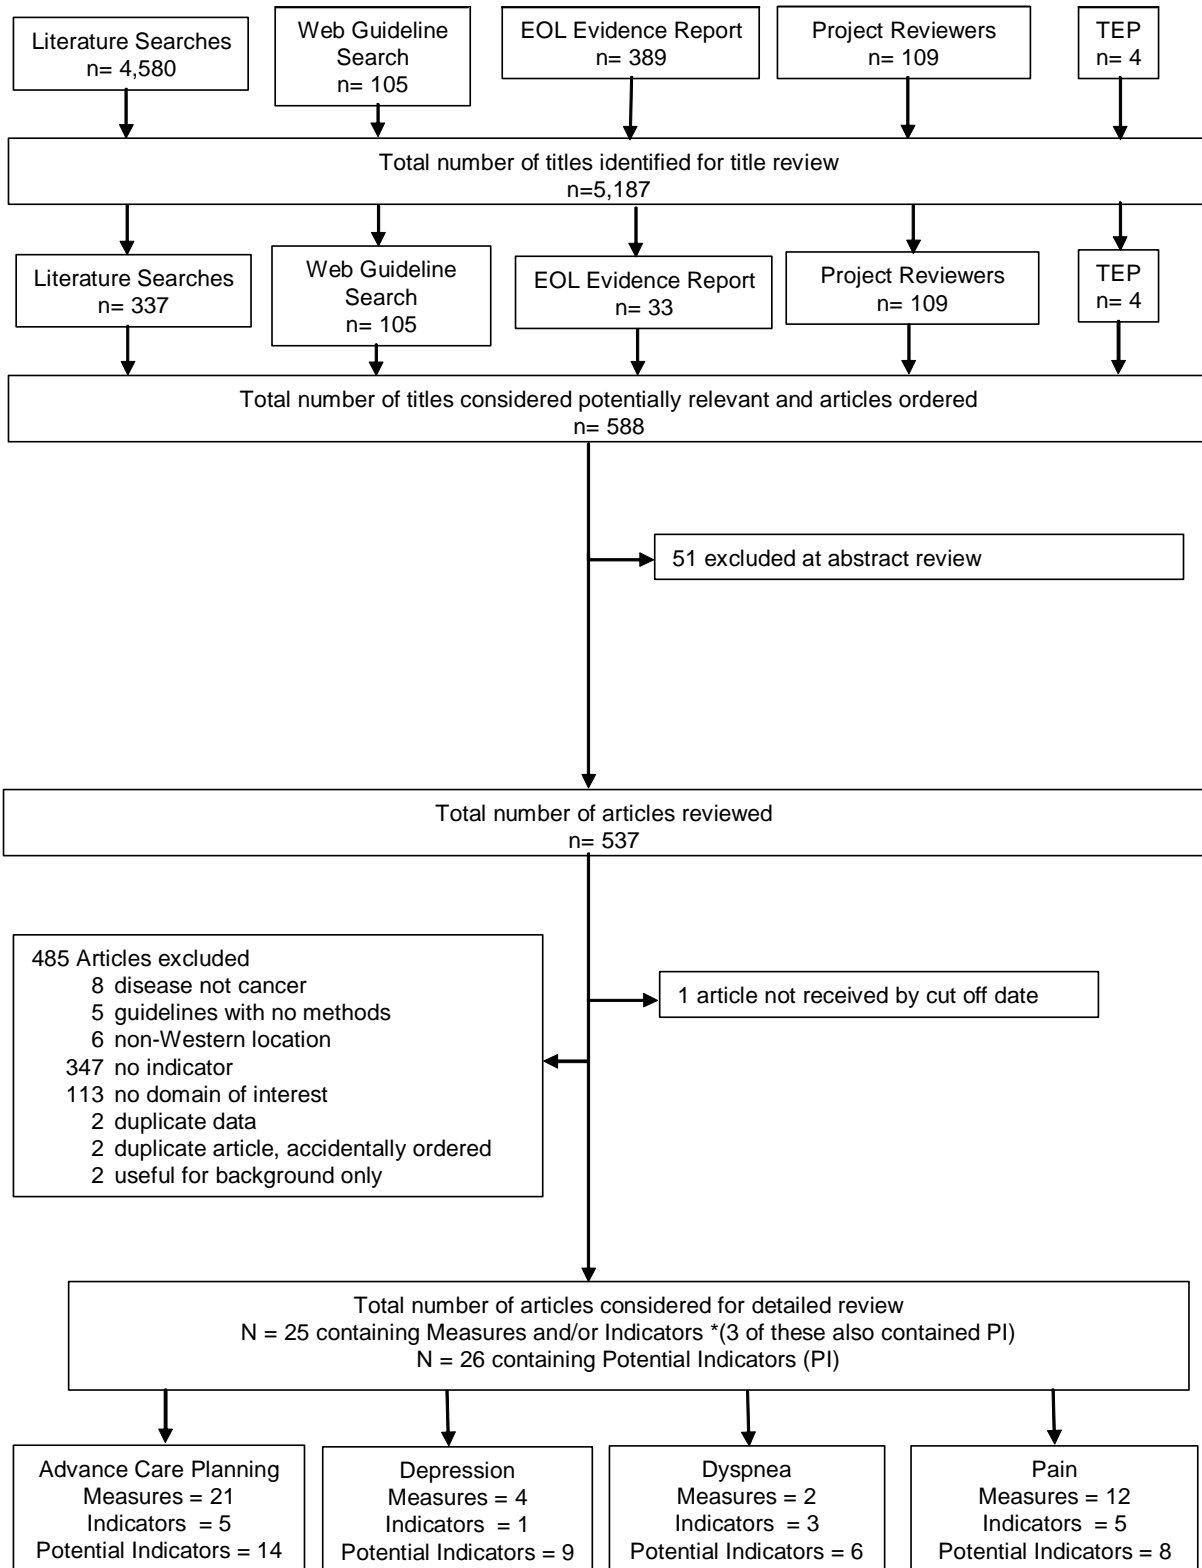 Literature Searches
n= 4,580
Web Guideline
Search
n= 105
EOL Evidence Report
n= 389
Project Reviewers
n= 109
TEP
n= 4
Total number of titles identified for title review
n=5,187
Literature Searches
n= 337
Web Guideline
Search
n= 105
EOL Evidence Report
n= 33
Project Reviewers
n= 109
TEP
n= 4
Total number of titles considered potentially relevant and articles ordered
n= 588
51 excluded at abstract review
Total number of articles reviewed
n= 537
485 Articles excluded
8 disease not cancer
5 guidelines with no methods
6 non-Western location
347 no indicator
113 no domain of interest
2 duplicate data
2 duplicate article, accidentally ordered
2 useful for background only
1 article not received by cut off date
Total number of articles considered for detailed review
N = 25 containing Measures and/or Indicators *(3 of these also contained PI)
N = 26 containing Potential Indicators (PI)
Advance Care Planning
Measures = 21
Indicators = 5
Potential Indicators = 14
Depression
Measures = 4
Indicators = 1
Potential Indicators = 9
Dyspnea
Measures = 2
Indicators = 3
Potential Indicators = 6
Pain
Measures = 12
Indicators = 5
Potential Indicators = 8